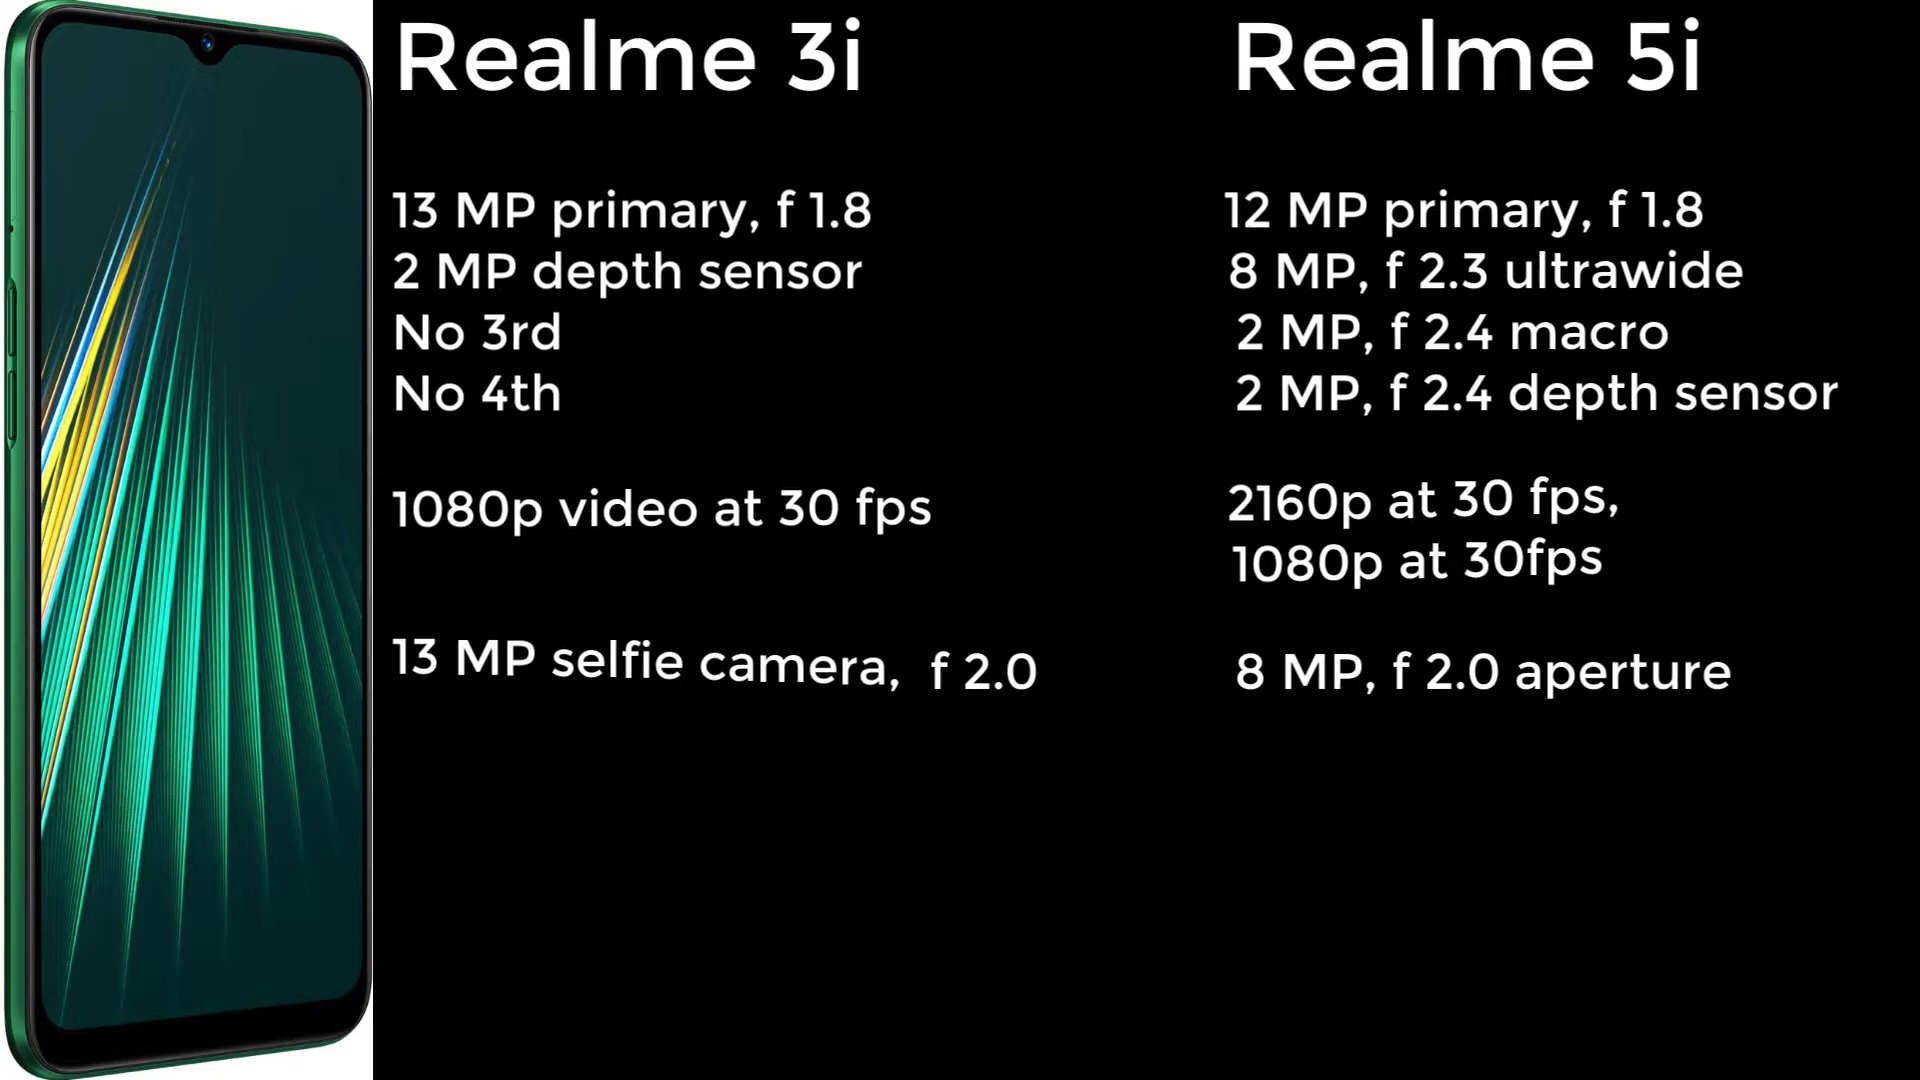 Realme 3i
13 MP primary, f 1.8
2 MP depth sensor
No 3rd
No 4th
1080p video at 30 fps
13 MP selfie camera, f 2.0
Realme 5i
12 MP primary, f 1.8
8 MP, f 2.3 ultrawide
2 MP, f 2.4 macro
2 MP, f 2.4 depth sensor
2160p at 30 fps,
1080p at 30fps
8 MP, f 2.0 aperture